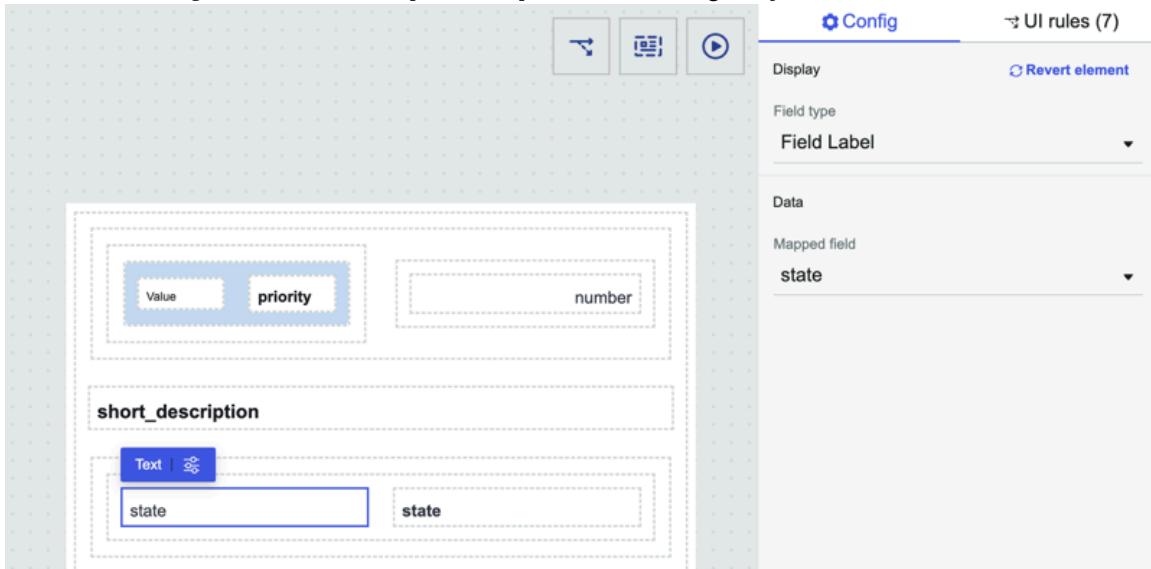 Config
UI rules (7)
Display
Revert element
Field type
Field Label
Data
Mapped field
state
Value
priority
number
short_description
Text
state
state